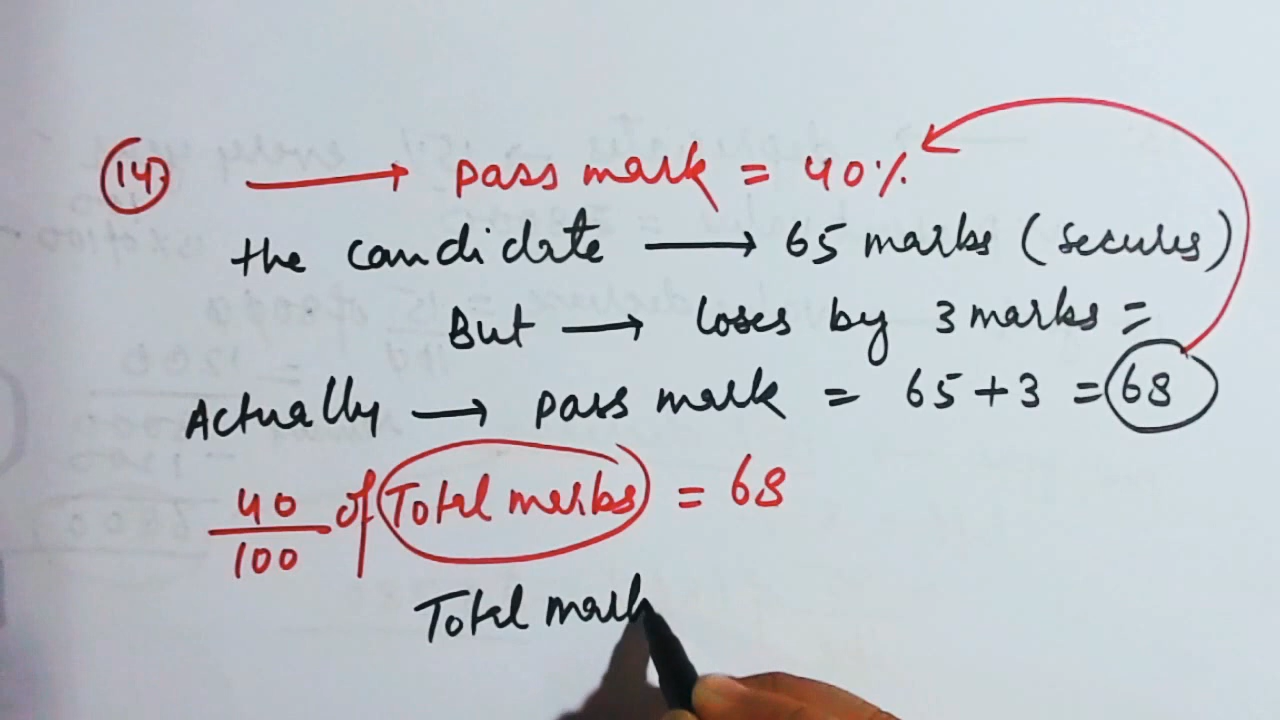 14. → pass mark = 40%
the candidate → 65 marks (secures)
But → loses by 3 marks =
Actually → pass mark = 65 + 3 = 68
40/100 of Total marks = 68
Total mark